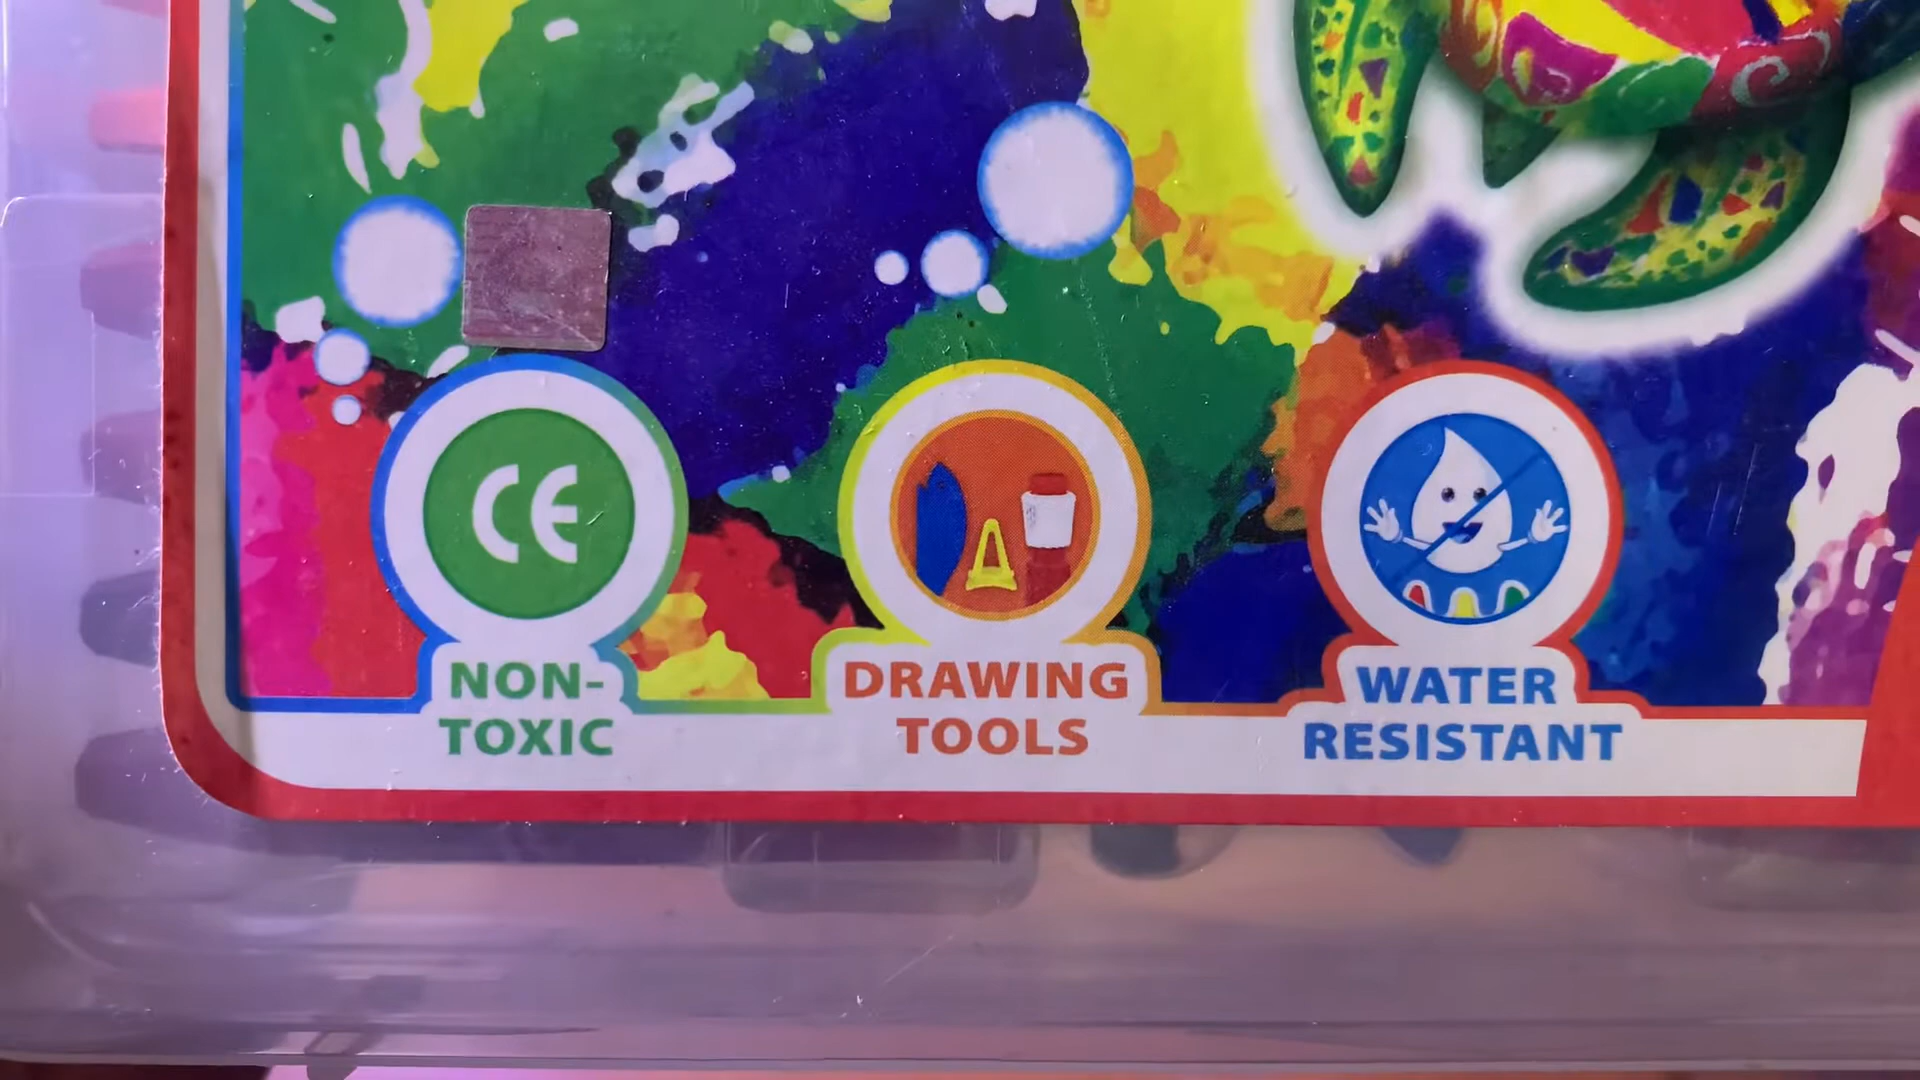 CE
NON-
TOXIC
DRAWING
TOOLS
WATER
RESISTANT